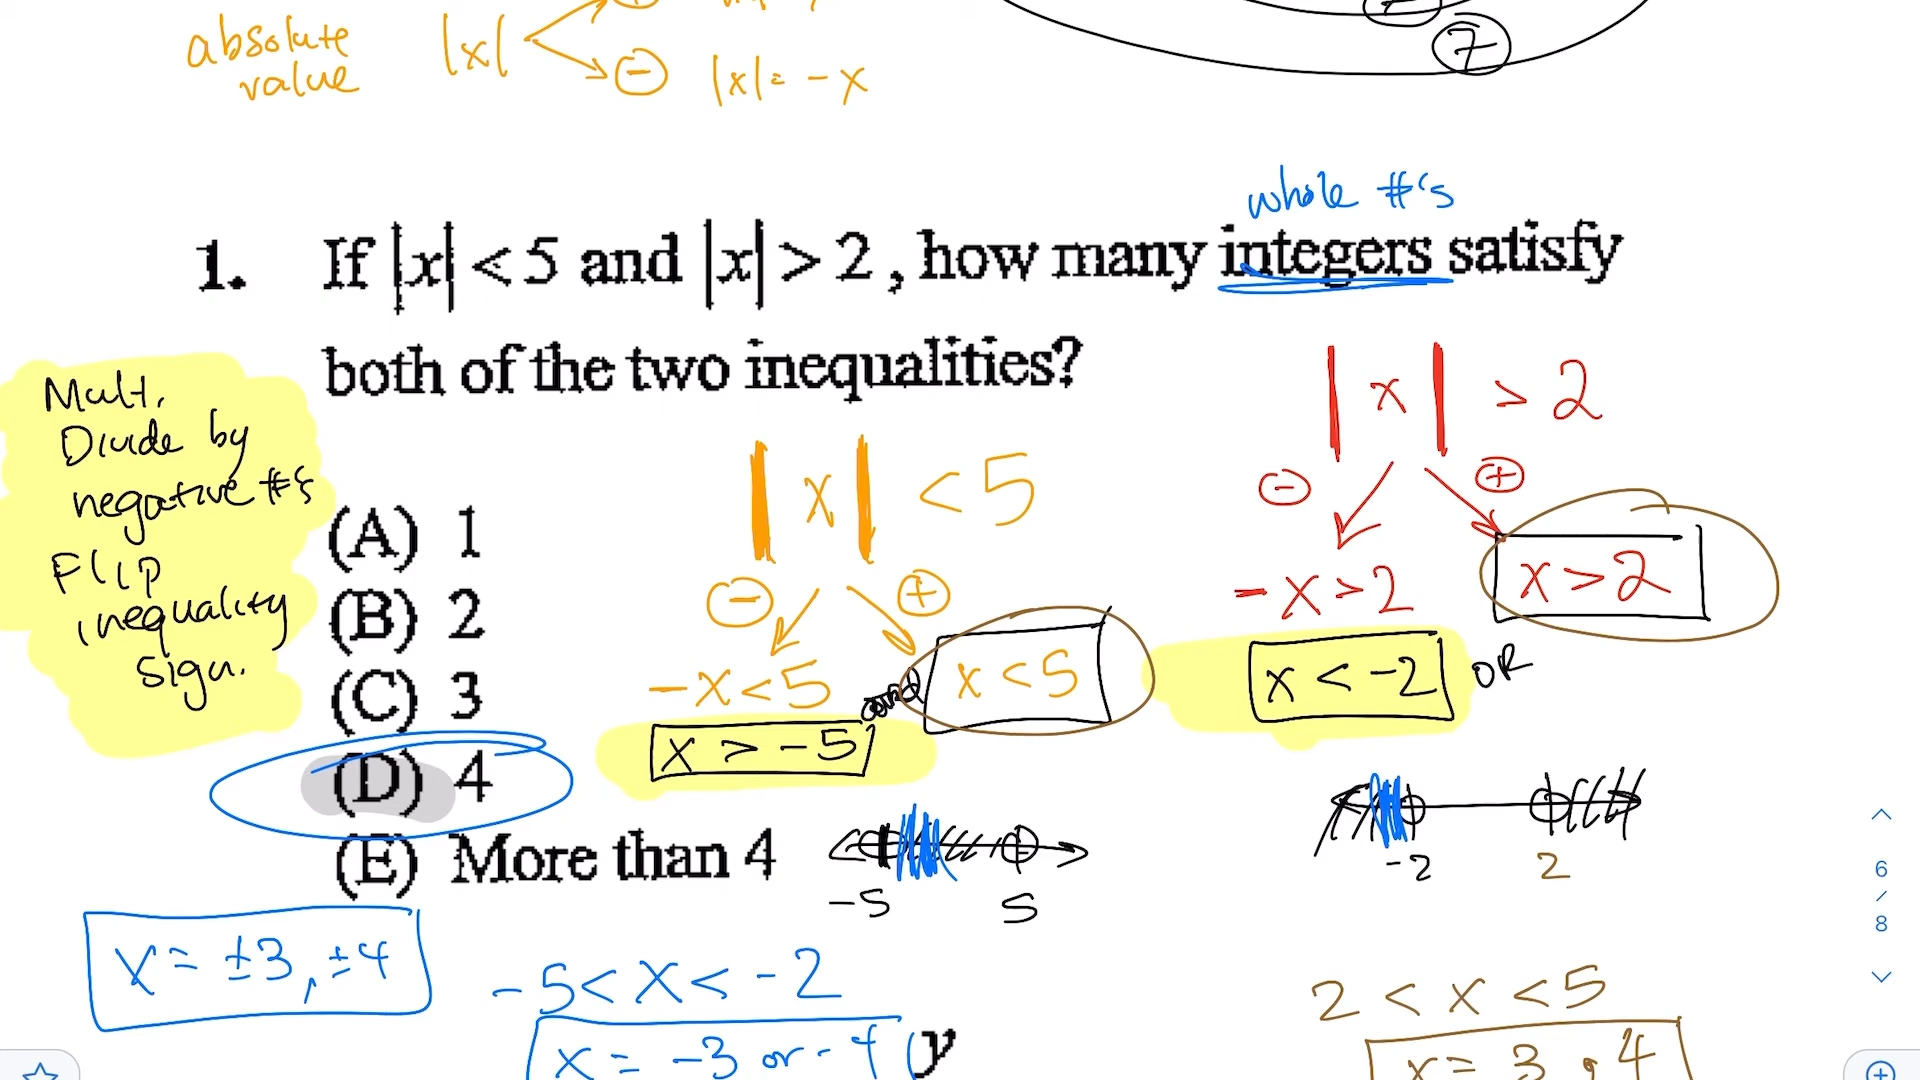 absolute
value
|x|
⊖ |x| = -x
7
whole #'s
1. If |x| < 5 and |x| > 2, how many integers satisfy
both of the two inequalities?
Mult.
Divide by
negative #'s
Flip
inequality
sign.
(A) 1
(B) 2
(C) 3
(D) 4
(E) More than 4
|x| < 5
⊖ ⊕
-x < 5 and x < 5
x > -5
|x| > 2
⊖ ⊕
-x > 2 x > 2
x < -2 OR
-5 5
-2 2
x = ±3, ±4
-5 < x < -2
x = -3 or -4
y
2 < x < 5
x = 3, 4
6
/
8